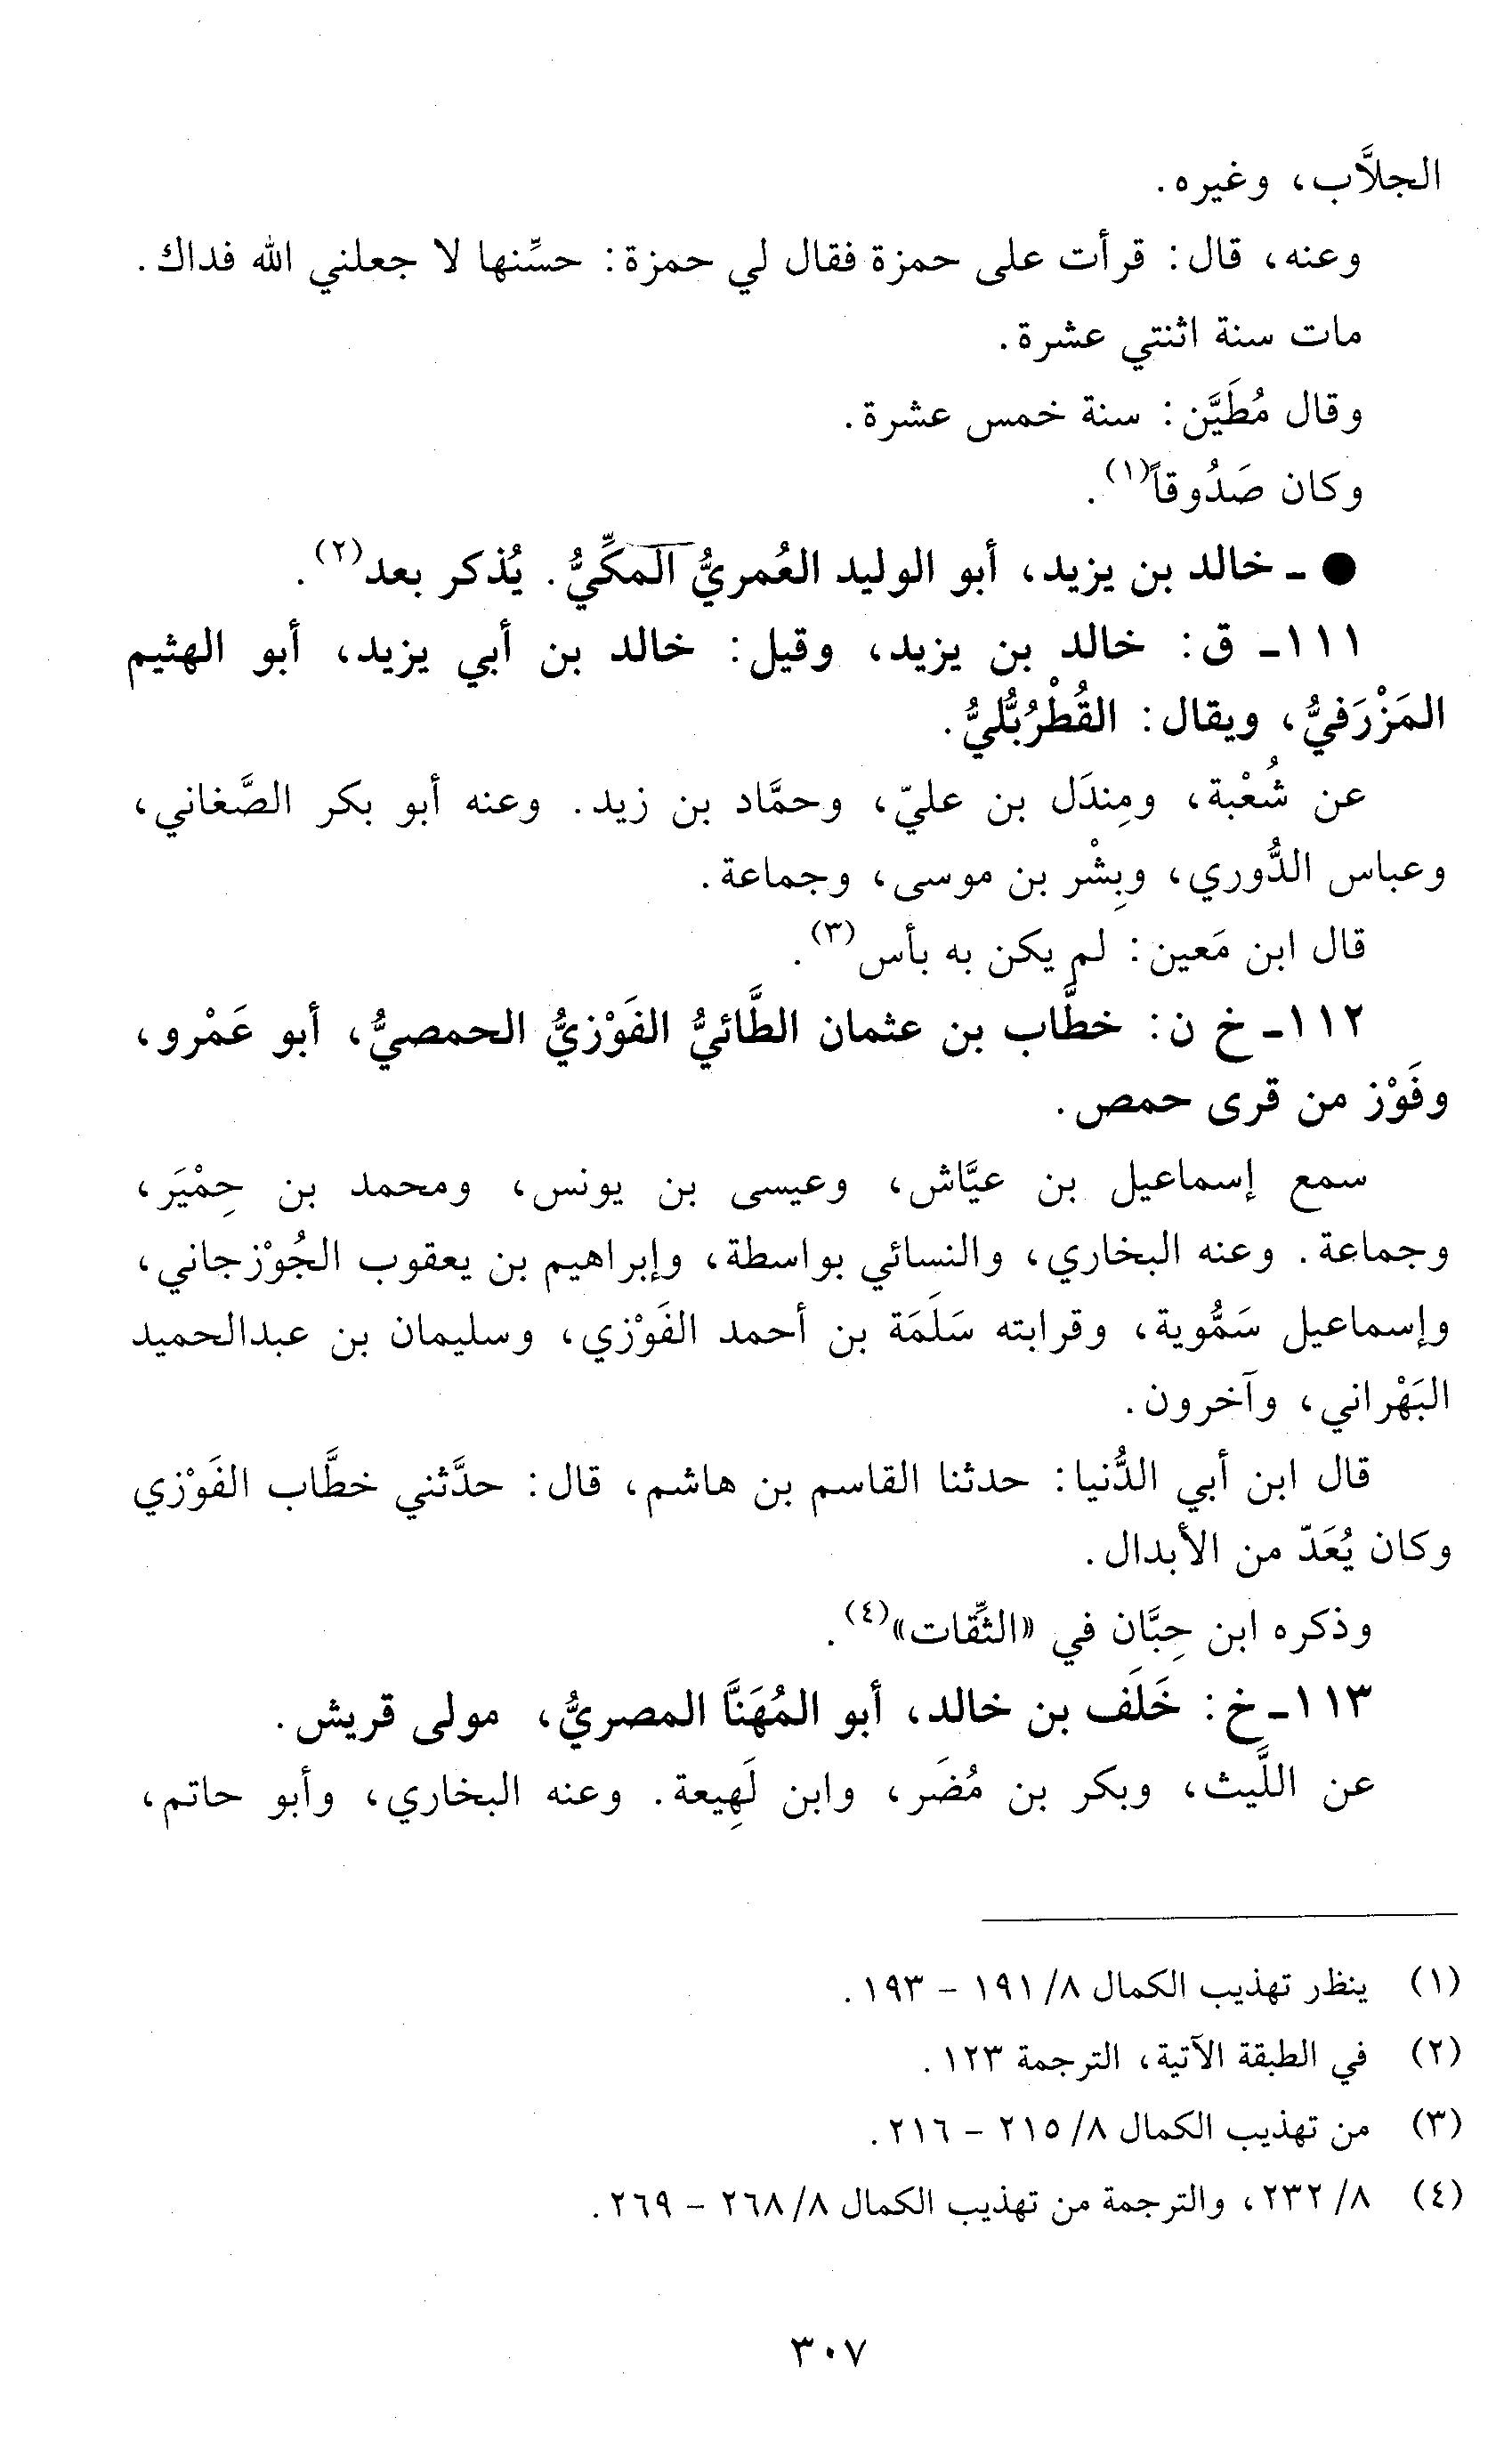 الجلاَّب، وغيره.
وعنه، قال: قرأت على حمزة فقال لي حمزة: حسِّنها لا جعلني الله فداك.
مات سنة اثنتي عشرة.
وقال مُطَيَّن: سنة خمس عشرة.
وكان صَدُوقاً(١).
● ـ خالد بن يزيد، أبو الوليد العُمريُّ المكيُّ. يُذكر بعد(٢).
١١١ـ ق: خالد بن يزيد، وقيل: خالد بن أبي يزيد، أبو الهثيم
المَزْرَفيُّ، ويقال: القُطْرُبُّليُّ.
عن شُعْبة، ومِندَل بن عليّ، وحمَّاد بن زيد. وعنه أبو بكر الصَّغاني،
وعباس الدُّوري، وبِشْر بن موسى، وجماعة.
قال ابن مَعين: لم يكن به بأس(٣).
١١٢ـ خ ن: خطَّاب بن عثمان الطَّائيُّ الفَوْزيُّ الحمصيُّ، أبو عَمْرو،
وفَوْز من قرى حمص.
سمع إسماعيل بن عيَّاش، وعيسى بن يونس، ومحمد بن حِمْيَر،
وجماعة. وعنه البخاري، والنسائي بواسطة، وإبراهيم بن يعقوب الجُوْزجاني،
وإسماعيل سَمُّوية، وقرابته سَلَمَة بن أحمد الفَوْزي، وسليمان بن عبدالحميد
البَهْراني، وآخرون.
قال ابن أبي الدُّنيا: حدثنا القاسم بن هاشم، قال: حدَّثني خطَّاب الفَوْزي
وكان يُعَدّ من الأبدال.
وذكره ابن حِبَّان في «الثِّقات»(٤).
١١٣ـ خ: خَلَف بن خالد، أبو المُهَنَّا المصريُّ، مولى قريش.
عن اللَّيث، وبكر بن مُضَر، وابن لَهِيعة. وعنه البخاري، وأبو حاتم،
(١) ينظر تهذيب الكمال ٨/ ١٩١ - ١٩٣.
(٢) في الطبقة الآتية، الترجمة ١٢٣.
(٣) من تهذيب الكمال ٨/ ٢١٥ - ٢١٦.
(٤) ٨/ ٢٣٢، والترجمة من تهذيب الكمال ٨/ ٢٦٨ - ٢٦٩.
٣٠٧